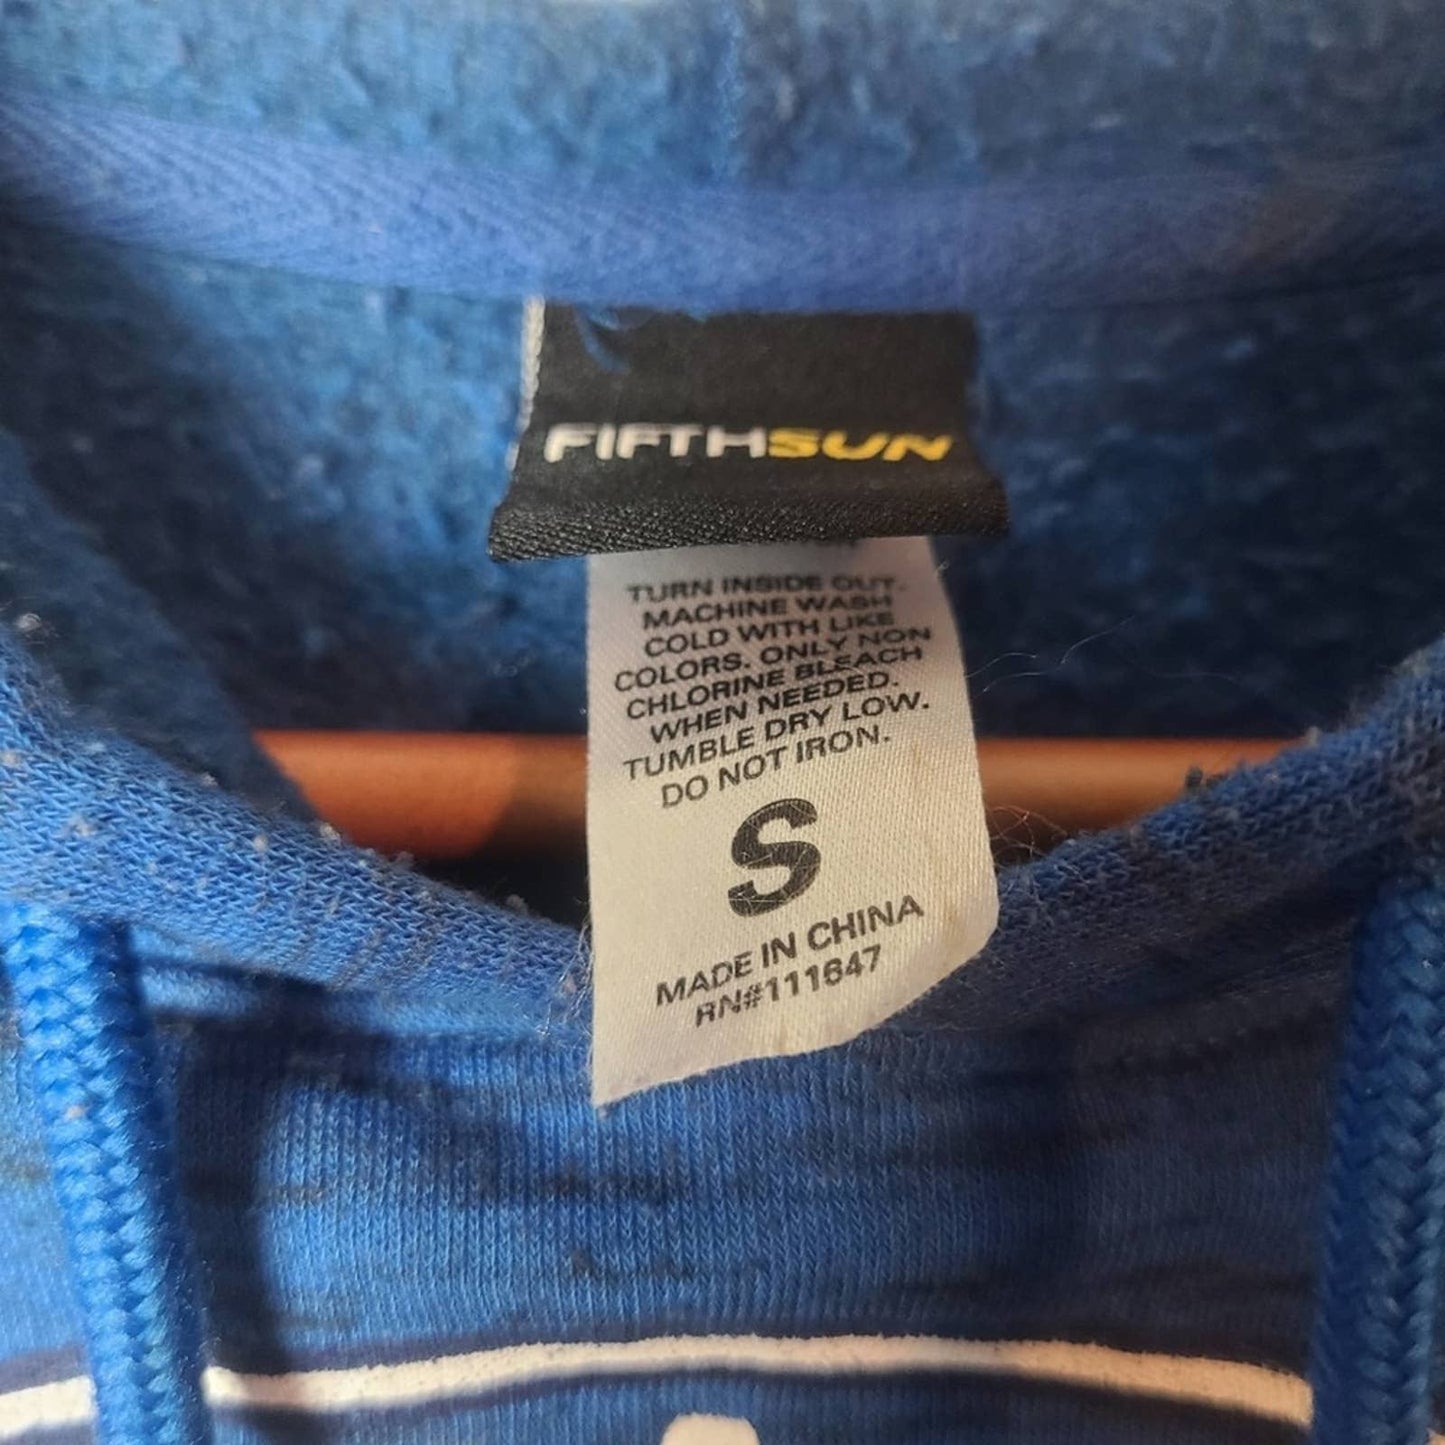 FIFTHSUN
TURN INSIDE OUT.
MACHINE WASH
COLD WITH LIKE
COLORS. ONLY NON
CHLORINE BLEACH
WHEN NEEDED.
TUMBLE DRY LOW.
DO NOT IRON.
S
MADE IN CHINA
RN#111647